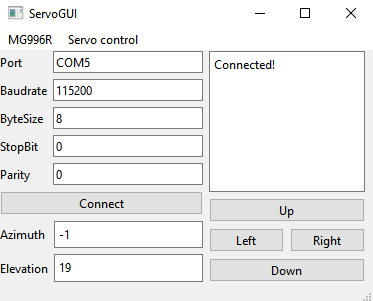 ServoGUI
MG996R Servo control
Port COM5
Baudrate 115200
ByteSize 8
StopBit 0
Parity 0
Connect
Azimuth -1
Elevation 19
Connected!
Up
Left Right
Down